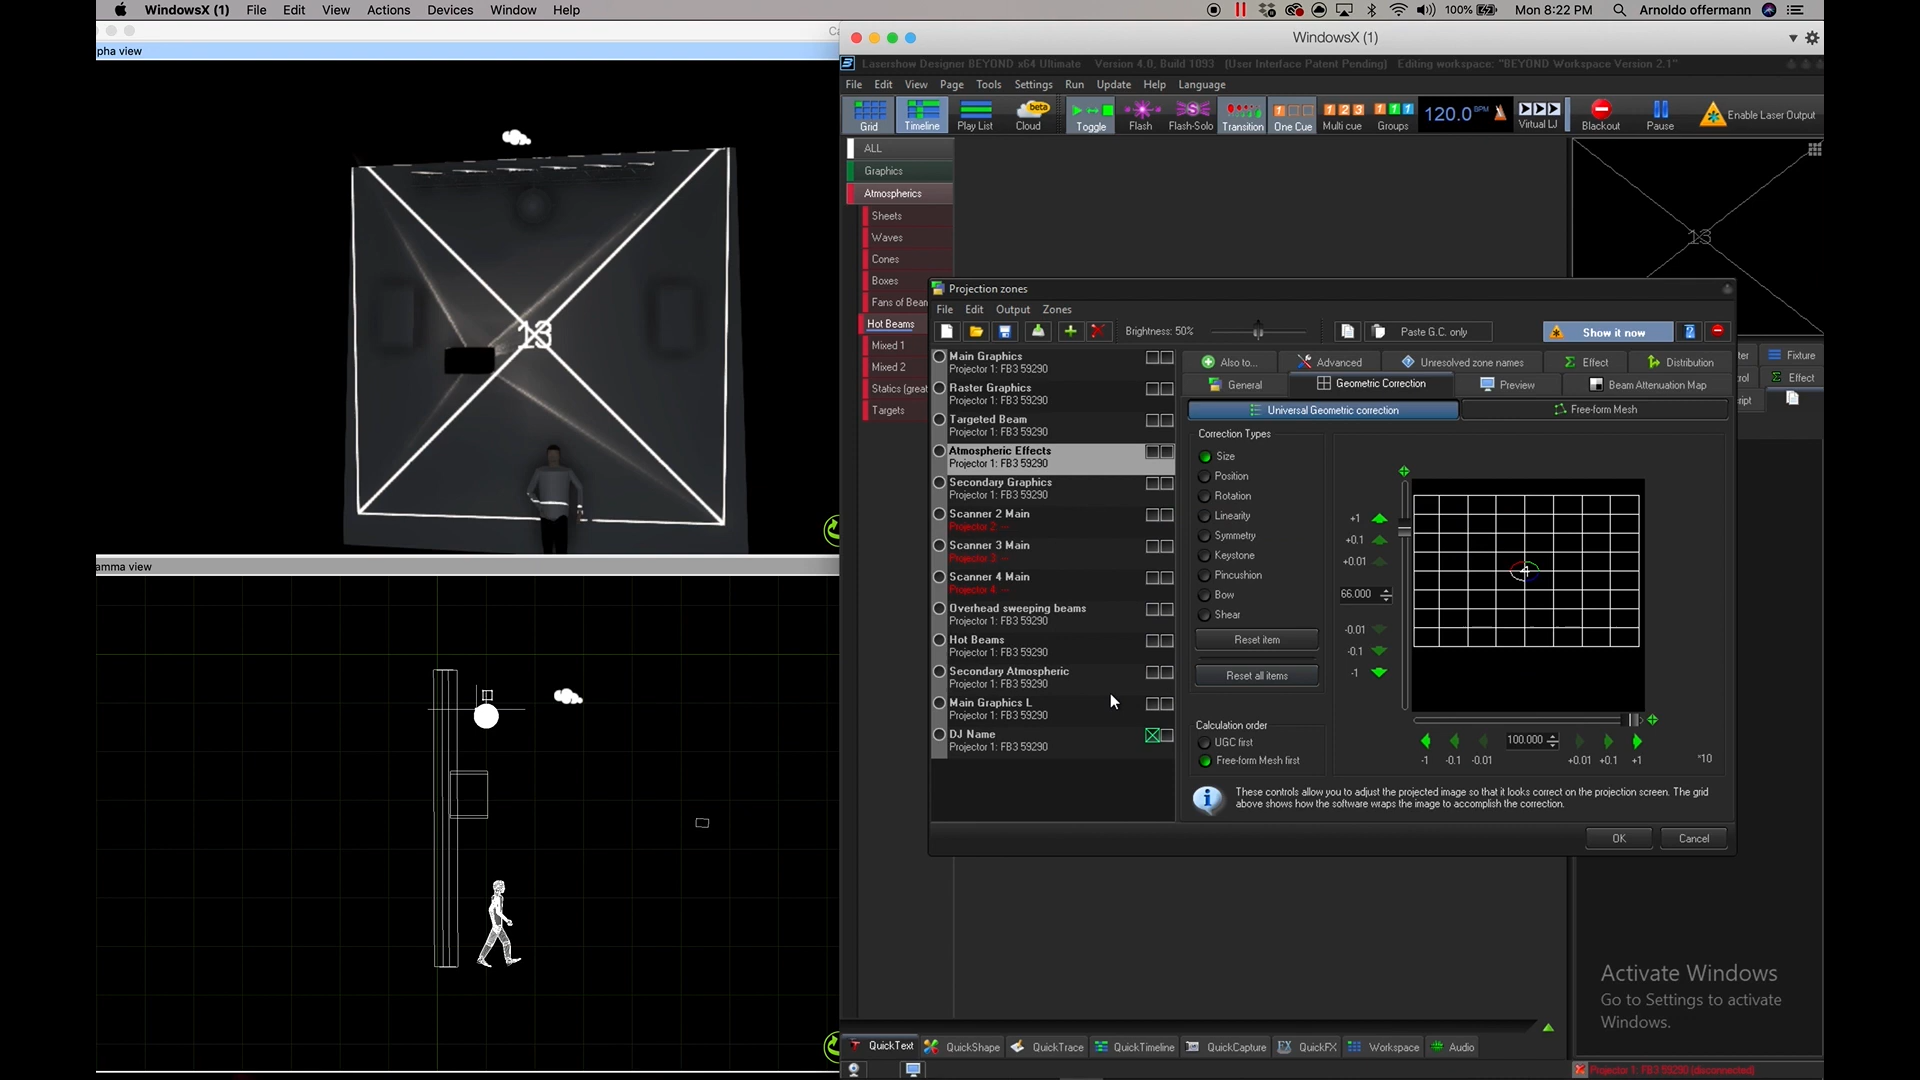 WindowsX (1) File Edit View Actions Devices Window Help
100% Mon 8:22 PM Arnoldo offermann
pha view
Ca
WindowsX (1)
Lasershow Designer BEYOND x64 Ultimate Version 4.0, Build 1093 [User Interface Patent Pending] Editing workspace: "BEYOND Workspace Version 2.1"
File Edit View Page Tools Settings Run Update Help Language
Grid Timeline Play List Cloud beta Toggle Flash Flash-Solo Transition One Cue Multi cue Groups 120.0 BPM Virtual LJ Blackout Pause Enable Laser Output
ALL
Graphics
Atmospherics
Sheets
Waves
Cones
Boxes
Fans of Bean
Hot Beams
Mixed 1
Mixed 2
Statics (great
Targets
13
13
ter Fixture
rol Effect
ript
Projection zones
File Edit Output Zones
Brightness: 50% Paste G.C. only Show it now
Main Graphics
Projector 1: FB3 59290
Raster Graphics
Projector 1: FB3 59290
Targeted Beam
Projector 1: FB3 59290
Atmospheric Effects
Projector 1: FB3 59290
Secondary Graphics
Projector 1: FB3 59290
Scanner 2 Main
Projector 2: --
Scanner 3 Main
Projector 3: --
Scanner 4 Main
Projector 4: --
Overhead sweeping beams
Projector 1: FB3 59290
Hot Beams
Projector 1: FB3 59290
Secondary Atmospheric
Projector 1: FB3 59290
Main Graphics L
Projector 1: FB3 59290
DJ Name
Projector 1: FB3 59290
Also to... Advanced Unresolved zone names Effect Distribution
General Geometric Correction Preview Beam Attenuation Map
Universal Geometric correction Free-form Mesh
Correction Types
Size
Position
Rotation
Linearity
Symmetry
Keystone
Pincushion
Bow
Shear
Reset item
Reset all items
Calculation order
UGC first
Free-form Mesh first
+1
+0.1
+0.01
66.000
-0.01
-0.1
-1
4
100.000
-1 -0.1 -0.01 +0.01 +0.1 +1 *10
These controls allow you to adjust the projected image so that it looks correct on the projection screen. The grid
above shows how the software wraps the image to accomplish the correction.
OK Cancel
amma view
Activate Windows
Go to Settings to activate
Windows.
QuickText QuickShape QuickTrace QuickTimeline QuickCapture QuickFX Workspace Audio
Projector 1: FB3 59290 (disconnected)